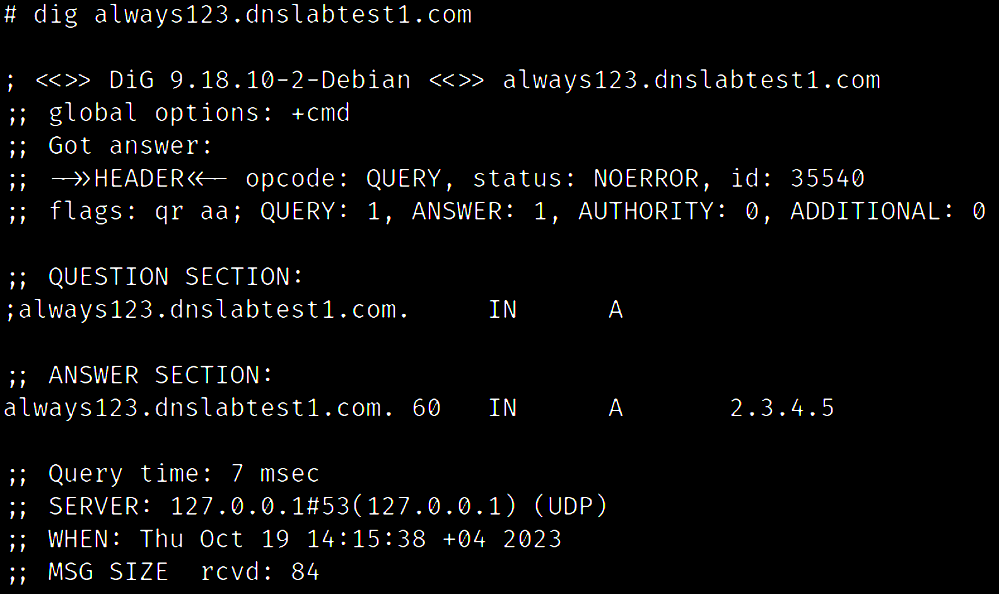 # dig always123.dnslabtest1.com
; <<>> DiG 9.18.10-2-Debian <<>> always123.dnslabtest1.com
;; global options: +cmd
;; Got answer:
;; ->>HEADER<<- opcode: QUERY, status: NOERROR, id: 35540
;; flags: qr aa; QUERY: 1, ANSWER: 1, AUTHORITY: 0, ADDITIONAL: 0
;; QUESTION SECTION:
;always123.dnslabtest1.com. IN A
;; ANSWER SECTION:
always123.dnslabtest1.com. 60 IN A 2.3.4.5
;; Query time: 7 msec
;; SERVER: 127.0.0.1#53(127.0.0.1) (UDP)
;; WHEN: Thu Oct 19 14:15:38 +04 2023
;; MSG SIZE rcvd: 84